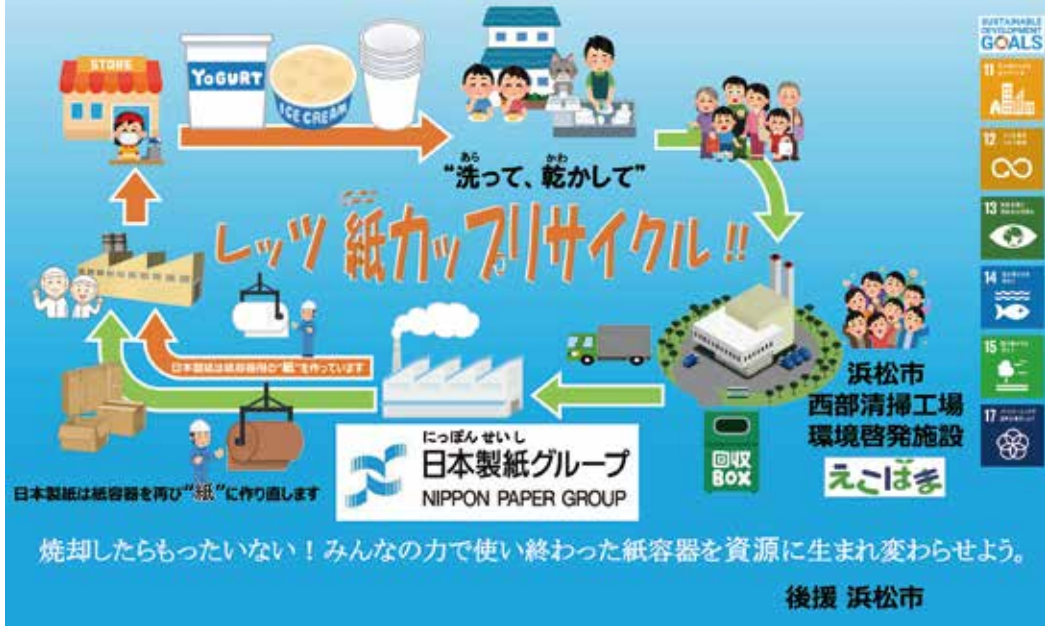 STORE
YOGURT
ICE CREAM
あら かわ
“洗って、乾かして”
レッツ 紙カップリサイクル!!
日本製紙は紙容器用の“紙”を作っています
日本製紙は紙容器を再び“紙”に作り直します
にっぽん せいし
日本製紙グループ
NIPPON PAPER GROUP
回収
BOX
浜松市
西部清掃工場
環境啓発施設
えこはま
SUSTAINABLE
DEVELOPMENT
GOALS
11
12
13
14
15
17
焼却したらもったいない！みんなの力で使い終わった紙容器を資源に生まれ変わらせよう。
後援 浜松市